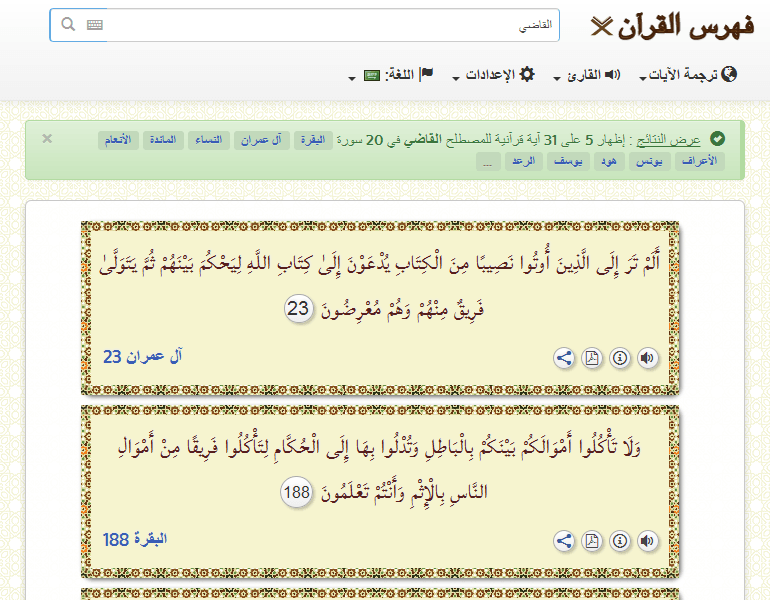 فهرس القرآن
القاضي
ترجمة الآيات
القارئ
الإعدادات
اللغة:
عرض النتائج : إظهار 5 على 31 آية قرآنية للمصطلح القاضي في 20 سورة البقرة آل عمران النساء المائدة الأنعام ×
الأعراف يونس هود يوسف الرعد ...
أَلَمْ تَرَ إِلَى الَّذِينَ أُوتُوا نَصِيبًا مِنَ الْكِتَابِ يُدْعَوْنَ إِلَىٰ كِتَابِ اللَّهِ لِيَحْكُمَ بَيْنَهُمْ ثُمَّ يَتَوَلَّىٰ
فَرِيقٌ مِنْهُمْ وَهُمْ مُعْرِضُونَ 23
آل عمران 23
وَلَا تَأْكُلُوا أَمْوَالَكُمْ بَيْنَكُمْ بِالْبَاطِلِ وَتُدْلُوا بِهَا إِلَى الْحُكَّامِ لِتَأْكُلُوا فَرِيقًا مِنْ أَمْوَالِ
النَّاسِ بِالْإِثْمِ وَأَنْتُمْ تَعْلَمُونَ 188
البقرة 188